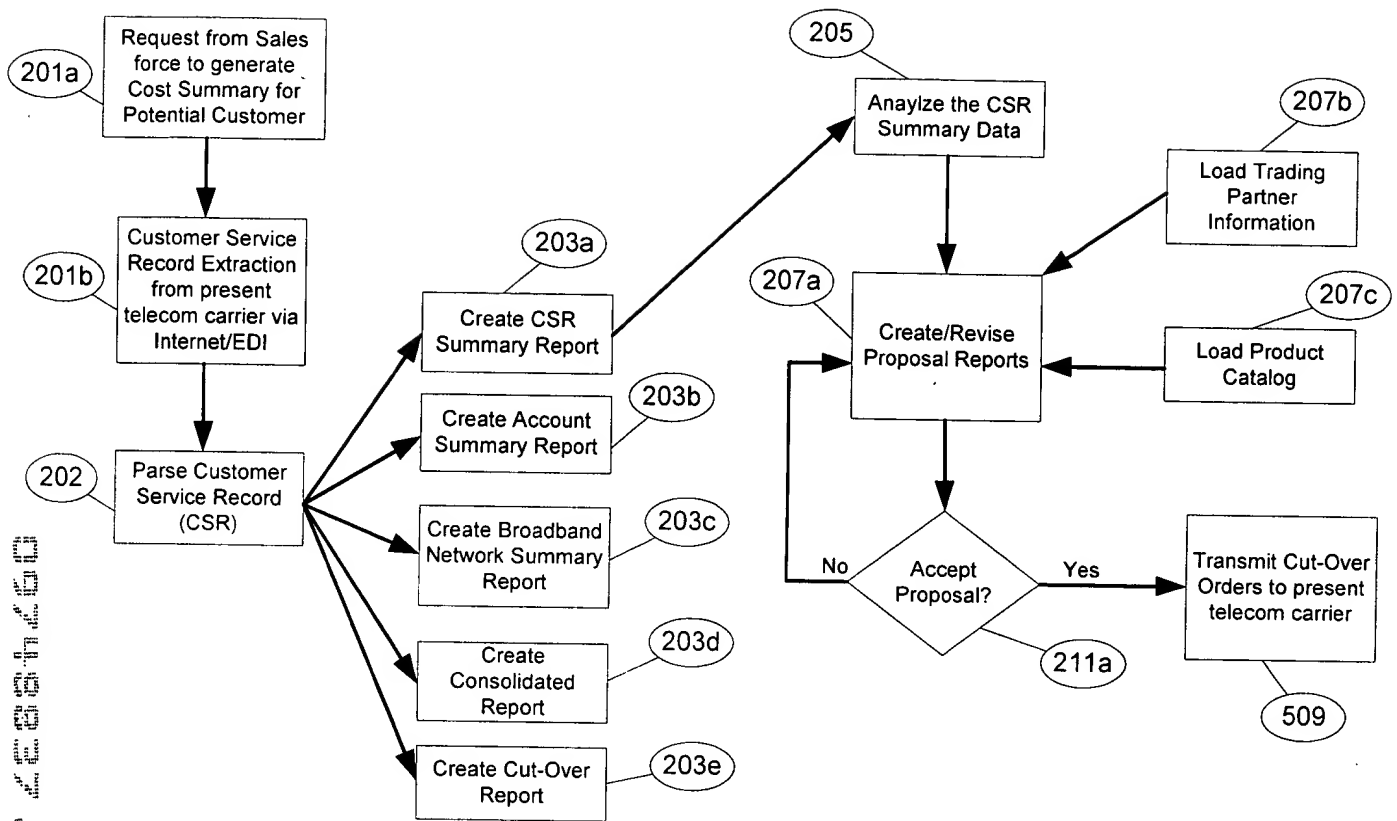 201a
Request from Sales
force to generate
Cost Summary for
Potential Customer
201b
Customer Service
Record Extraction
from present
telecom carrier via
Internet/EDI
202
Parse Customer
Service Record
(CSR)
203a
Create CSR
Summary Report
203b
Create Account
Summary Report
203c
Create Broadband
Network Summary
Report
203d
Create
Consolidated
Report
203e
Create Cut-Over
Report
205
Anaylze the CSR
Summary Data
207b
Load Trading
Partner
Information
207a
Create/Revise
Proposal Reports
207c
Load Product
Catalog
No
Accept
Proposal?
Yes
211a
Transmit Cut-Over
Orders to present
telecom carrier
509